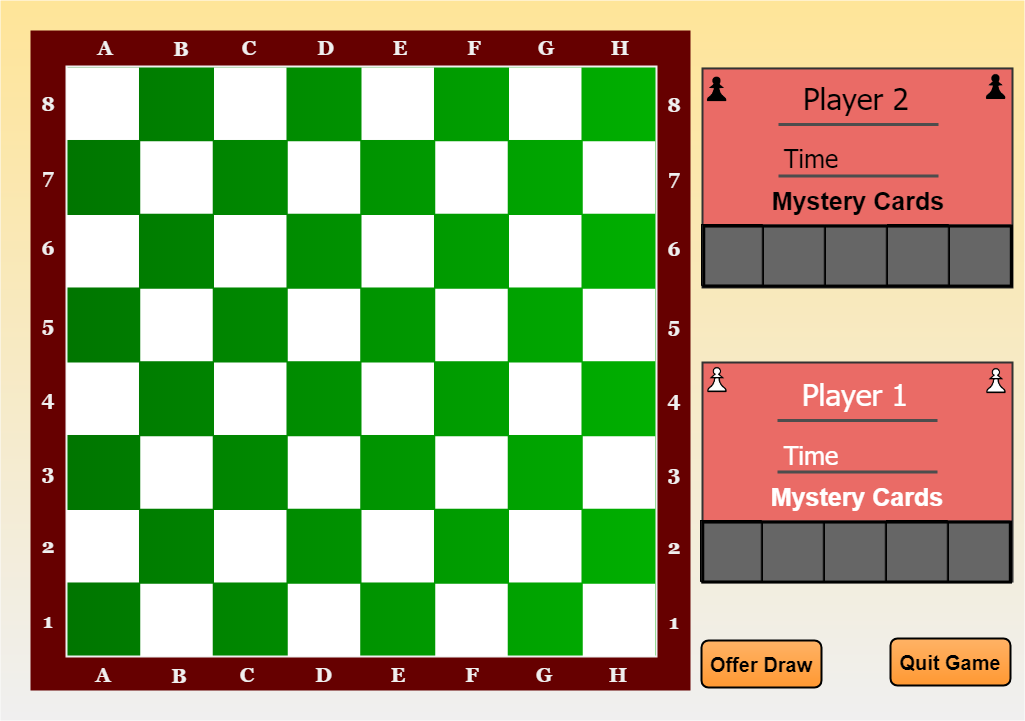 A B C D E F G H
8 8
7 7
6 6
5 5
4 4
3 3
2 2
1 1
A B C D E F G H
Player 2
Time
Mystery Cards
Player 1
Time
Mystery Cards
Offer Draw
Quit Game